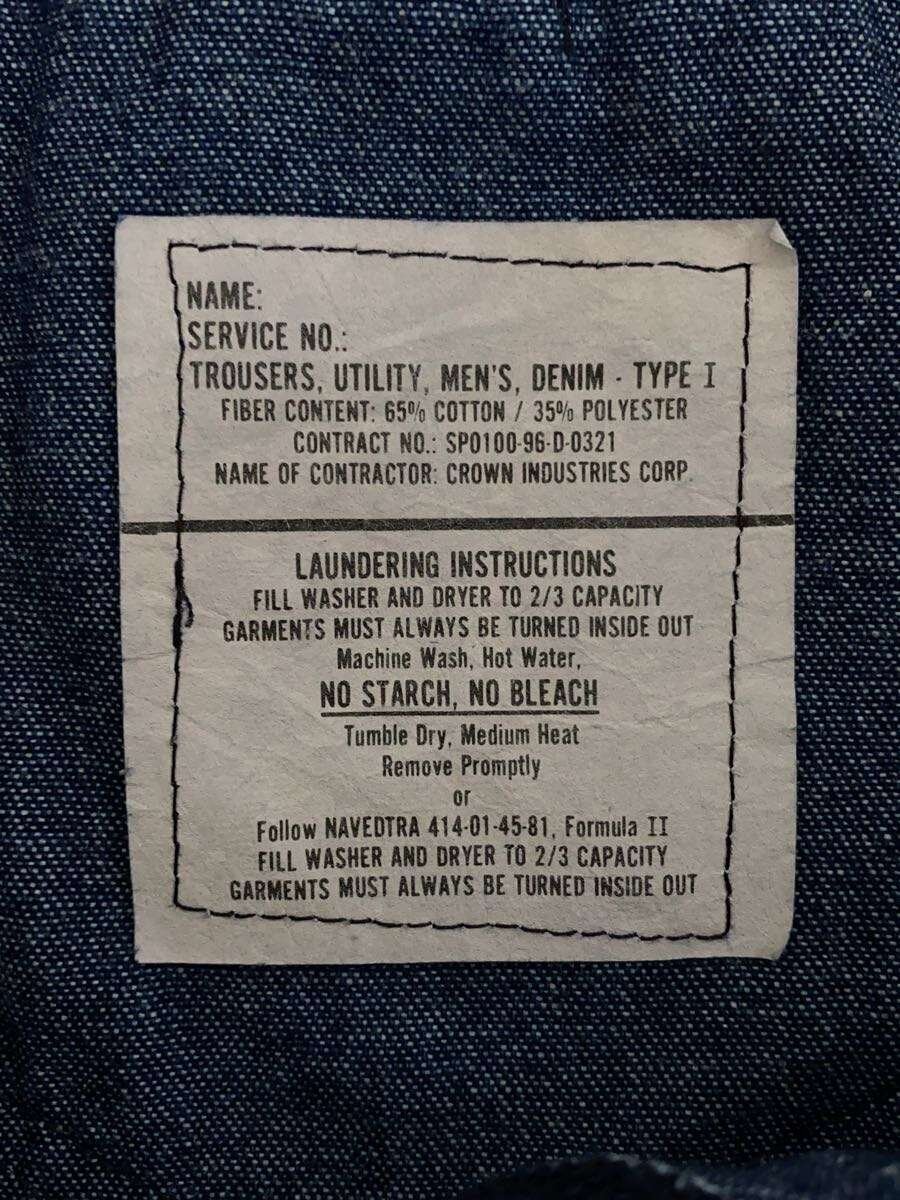 NAME:
SERVICE NO.:
TROUSERS, UTILITY, MEN'S, DENIM - TYPE I
FIBER CONTENT: 65% COTTON / 35% POLYESTER
CONTRACT NO.: SPO100-96-D-0321
NAME OF CONTRACTOR: CROWN INDUSTRIES CORP.
LAUNDERING INSTRUCTIONS
FILL WASHER AND DRYER TO 2/3 CAPACITY
GARMENTS MUST ALWAYS BE TURNED INSIDE OUT
Machine Wash, Hot Water,
NO STARCH, NO BLEACH
Tumble Dry, Medium Heat
Remove Promptly
or
Follow NAVEDTRA 414-01-45-81, Formula II
FILL WASHER AND DRYER TO 2/3 CAPACITY
GARMENTS MUST ALWAYS BE TURNED INSIDE OUT